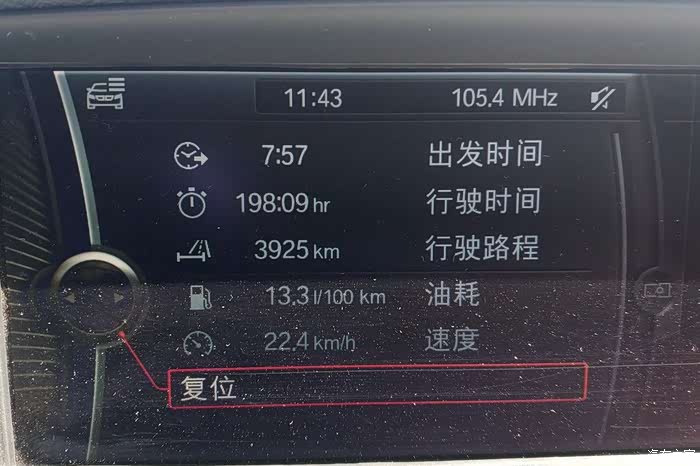 11:43 105.4 MHz
7:57 出发时间
198:09 hr 行驶时间
3925 km 行驶路程
13.3 l/100 km 油耗
22.4 km/h 速度
复位